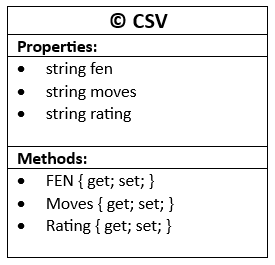 © CSV
Properties:
• string fen
• string moves
• string rating
Methods:
• FEN { get; set; }
• Moves { get; set; }
• Rating { get; set; }